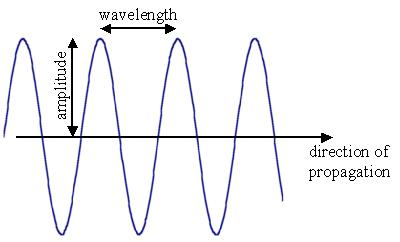 wavelength
amplitude
direction of
propagation